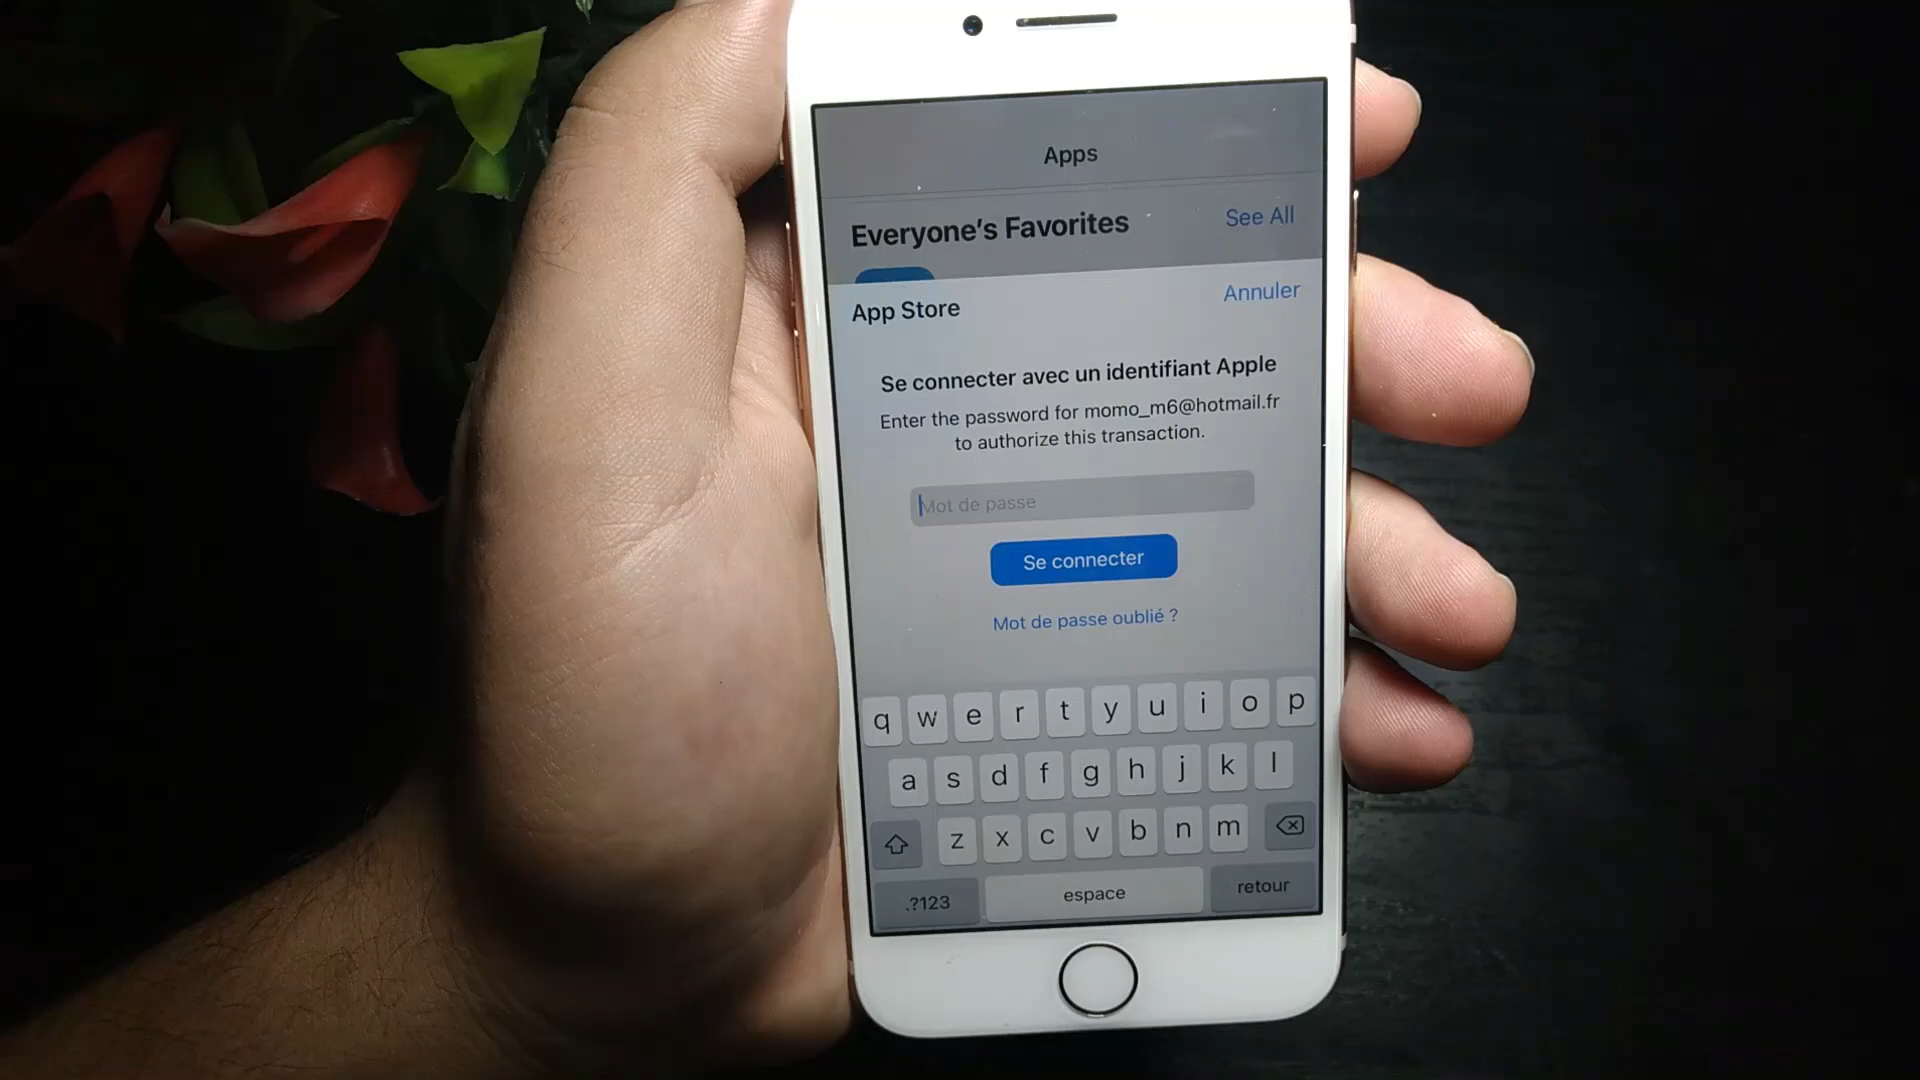 Apps
Everyone's Favorites
See All
App Store
Annuler
Se connecter avec un identifiant Apple
Enter the password for momo_m6@hotmail.fr
to authorize this transaction.
Mot de passe
Se connecter
Mot de passe oublié ?
q w e r t y u i o p
a s d f g h j k l
z x c v b n m
.?123 espace retour